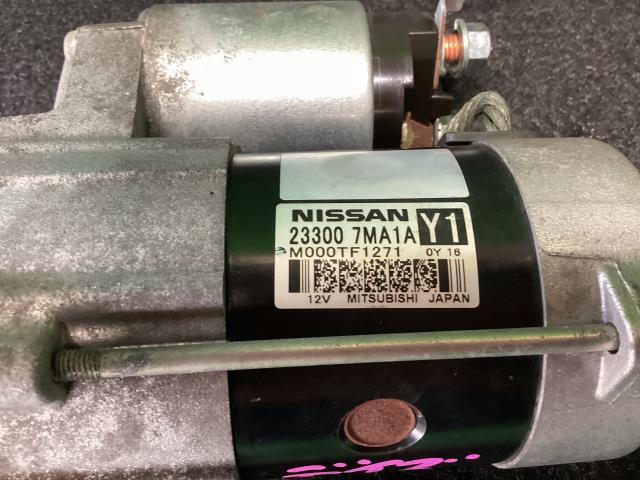 NISSAN
23300 7MA1A Y1
M000TF1271 0Y 16
12V MITSUBISHI JAPAN